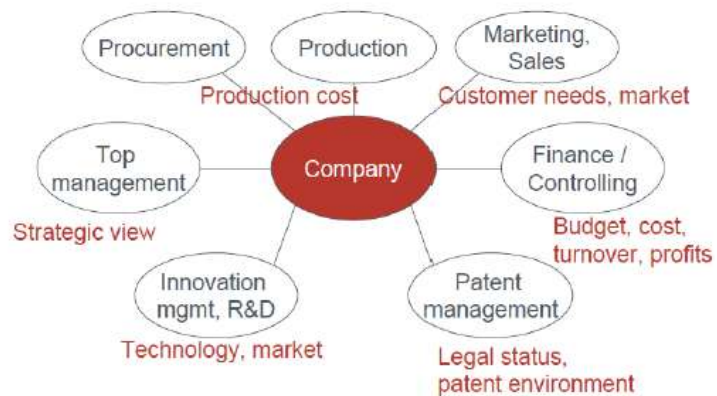 Procurement
Production
Marketing,
Sales
Production cost
Customer needs, market
Top
management
Company
Finance /
Controlling
Strategic view
Budget, cost,
turnover, profits
Innovation
mgmt, R&D
Patent
management
Technology, market
Legal status,
patent environment